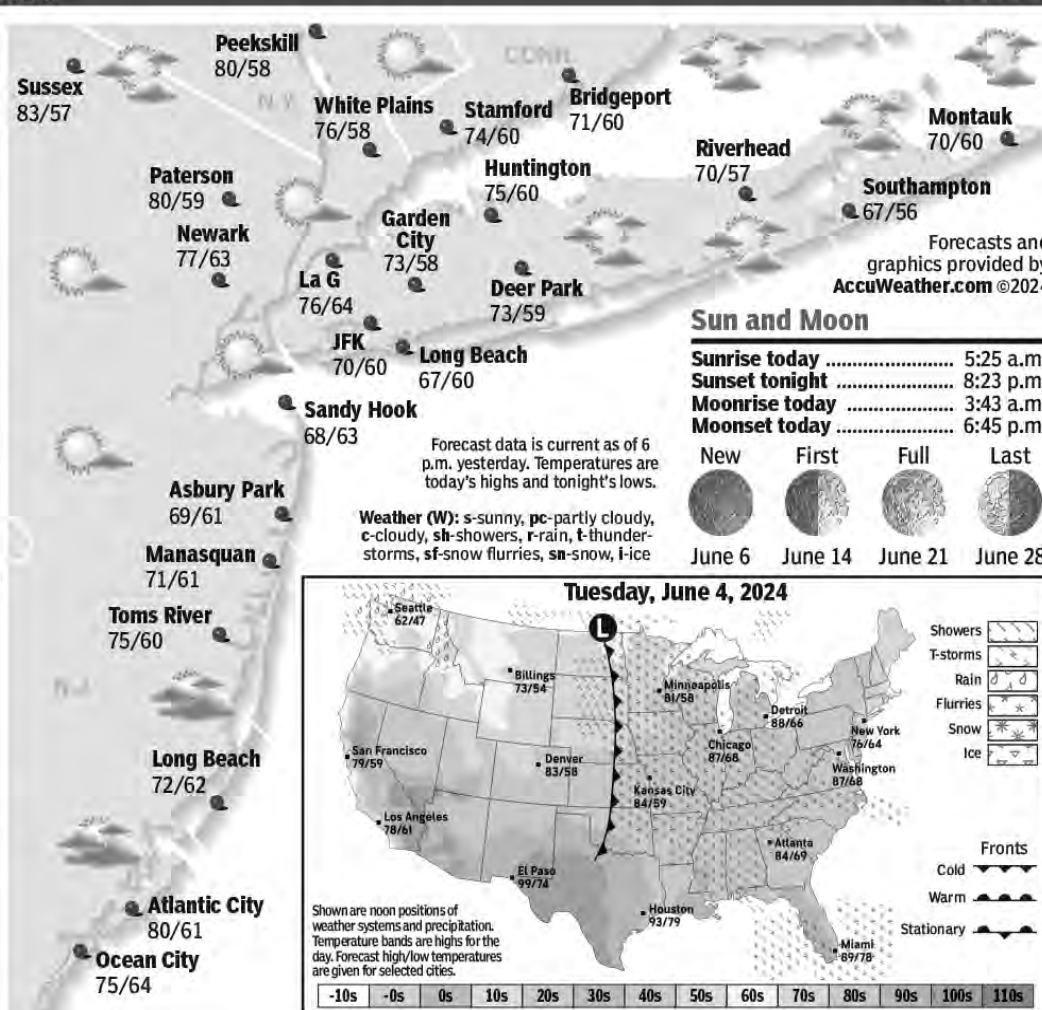 Peekskill
80/58
CONN.
Sussex
83/57
N.Y.
White Plains
76/58
Stamford
74/60
Bridgeport
71/60
Montauk
70/60
Riverhead
70/57
Huntington
75/60
Southampton
67/56
Paterson
80/59
Newark
77/63
Garden
City
73/58
La G
76/64
Deer Park
73/59
JFK
70/60
Long Beach
67/60
Sandy Hook
68/63
Forecasts and
graphics provided by
AccuWeather.com ©2024
Sun and Moon
Sunrise today ........................ 5:25 a.m
Sunset tonight ...................... 8:23 p.m
Moonrise today .................... 3:43 a.m
Moonset today ...................... 6:45 p.m
New First Full Last
June 6 June 14 June 21 June 28
Forecast data is current as of 6
p.m. yesterday. Temperatures are
today's highs and tonight's lows.
Weather (W): s-sunny, pc-partly cloudy,
c-cloudy, sh-showers, r-rain, t-thunder-
storms, sf-snow flurries, sn-snow, i-ice
Asbury Park
69/61
Manasquan
71/61
Toms River
75/60
N.J.
Long Beach
72/62
Atlantic City
80/61
Ocean City
75/64
Tuesday, June 4, 2024
L
Seattle
62/47
Billings
73/54
Minneapolis
81/58
Detroit
88/66
New York
76/64
Chicago
87/68
Washington
87/68
San Francisco
79/59
Denver
83/58
Kansas City
84/59
Los Angeles
78/61
Atlanta
84/69
El Paso
99/74
Houston
93/79
Miami
89/78
Showers
T-storms
Rain
Flurries
Snow
Ice
Fronts
Cold
Warm
Stationary
Shown are noon positions of
weather systems and precipitation.
Temperature bands are highs for the
day. Forecast high/low temperatures
are given for selected cities.
-10s -0s 0s 10s 20s 30s 40s 50s 60s 70s 80s 90s 100s 110s